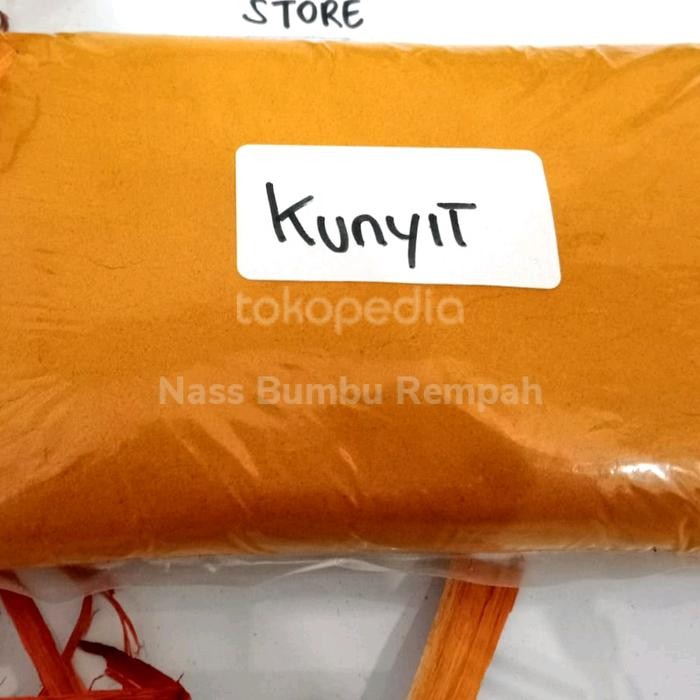 STORE
Kunyit
tokopedia
Nass Bumbu Rempah